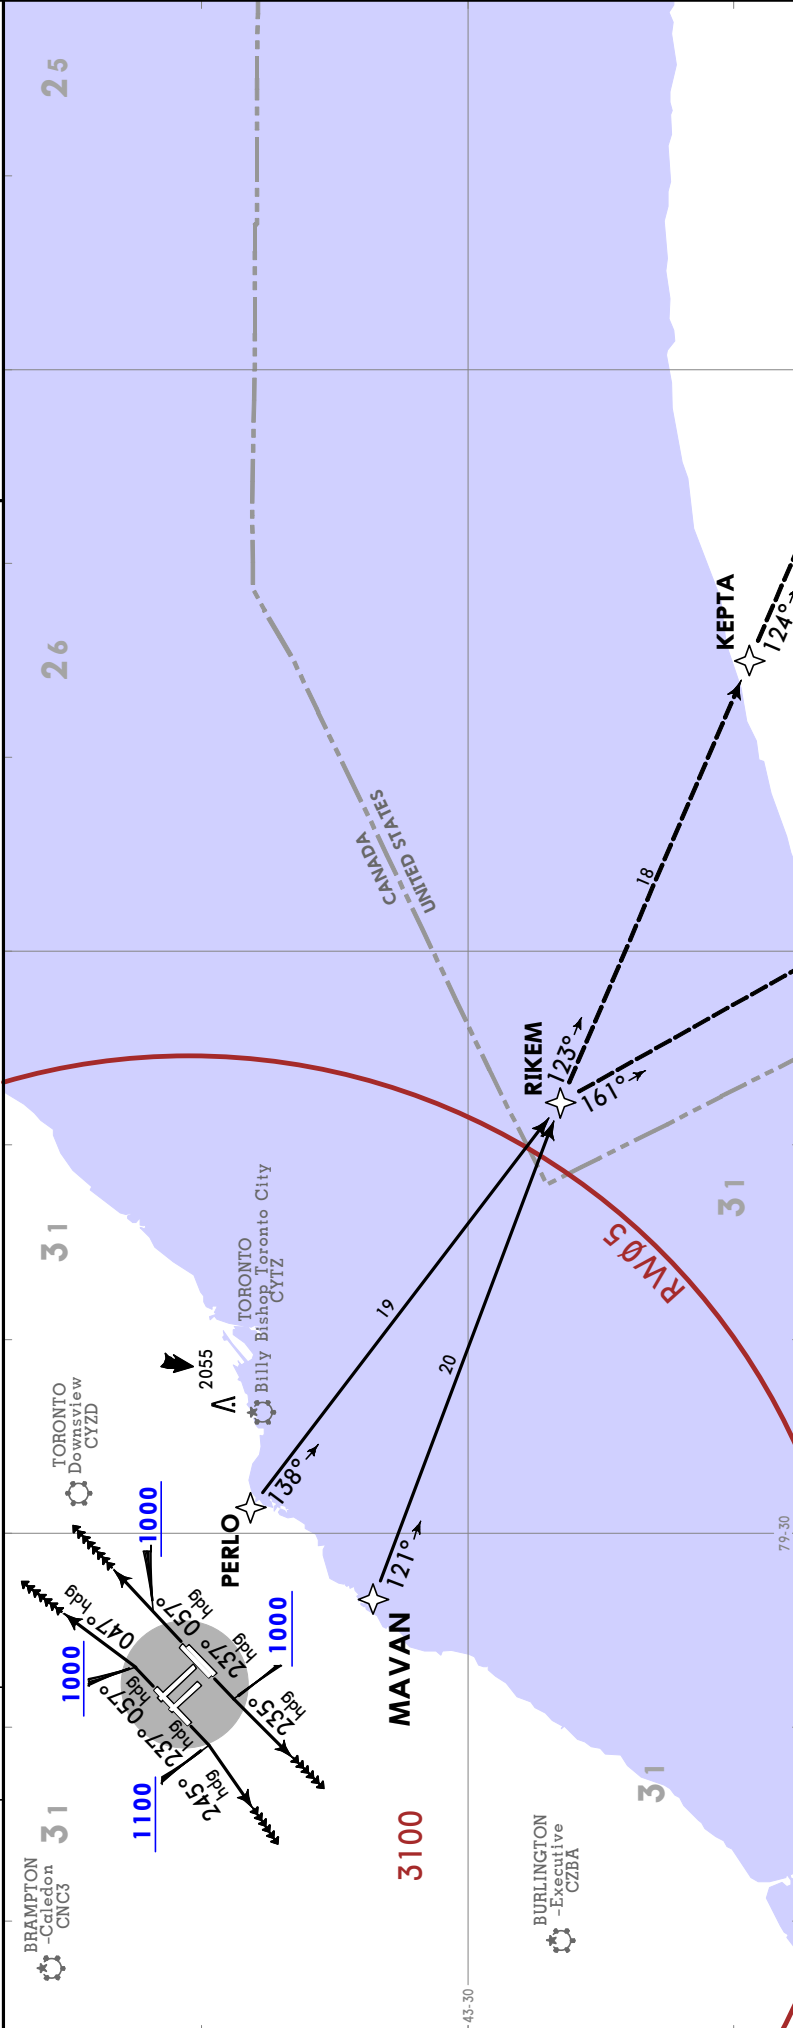 25
26
CANADA
UNITED STATES
KEPTA
124°
18
RIKEM
123°
161°
31
RWØ5
31
19
20
TORONTO
Billy Bishop Toronto City
CYTZ
2055
TORONTO
Downsview
CYZD
138°
PERLO
121°
MAVAN
79-30
1000
047° hdg
057°
hdg
237°
hdg
1000
1000
057°
hdg
237°
hdg
235°
hdg
245°
hdg
1100
31
3100
31
BRAMPTON
-Caledon
CNC3
BURLINGTON
-Executive
CZBA
43-30